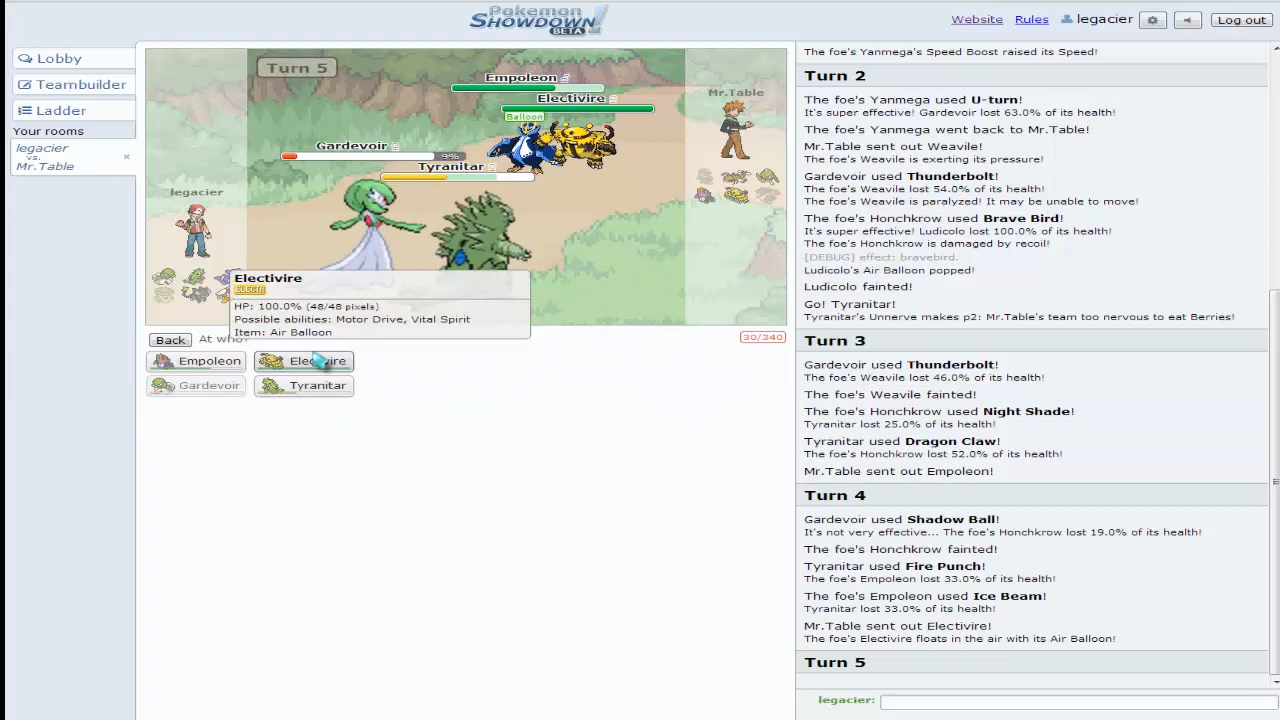 Pokemon
SHOWDOWN!
BETA
Website Rules legacier Log out
Lobby
Teambuilder
Ladder
Your rooms
legacier
vs.
Mr.Table
Turn 5
Empoleon
Electivire
Balloon
Mr.Table
Gardevoir
9%
Tyranitar
legacier
Electivire
ELECTR
HP: 100.0% (48/48 pixels)
Possible abilities: Motor Drive, Vital Spirit
Item: Air Balloon
Back At who?
30/340
Empoleon
Gardevoir Tyranitar
The foe's Yanmega's Speed Boost raised its Speed!
Turn 2
The foe's Yanmega used U-turn!
It's super effective! Gardevoir lost 63.0% of its health!
The foe's Yanmega went back to Mr.Table!
Mr.Table sent out Weavile!
The foe's Weavile is exerting its pressure!
Gardevoir used Thunderbolt!
The foe's Weavile lost 54.0% of its health!
The foe's Weavile is paralyzed! It may be unable to move!
The foe's Honchkrow used Brave Bird!
It's super effective! Ludicolo lost 100.0% of its health!
The foe's Honchkrow is damaged by recoil!
[DEBUG] effect: bravebird.
Ludicolo's Air Balloon popped!
Ludicolo fainted!
Go! Tyranitar!
Tyranitar's Unnerve makes p2: Mr.Table's team too nervous to eat Berries!
Turn 3
Gardevoir used Thunderbolt!
The foe's Weavile lost 46.0% of its health!
The foe's Weavile fainted!
The foe's Honchkrow used Night Shade!
Tyranitar lost 25.0% of its health!
Tyranitar used Dragon Claw!
The foe's Honchkrow lost 52.0% of its health!
Mr.Table sent out Empoleon!
Turn 4
Gardevoir used Shadow Ball!
It's not very effective... The foe's Honchkrow lost 19.0% of its health!
The foe's Honchkrow fainted!
Tyranitar used Fire Punch!
The foe's Empoleon lost 33.0% of its health!
The foe's Empoleon used Ice Beam!
Tyranitar lost 33.0% of its health!
Mr.Table sent out Electivire!
The foe's Electivire floats in the air with its Air Balloon!
Turn 5
legacier: